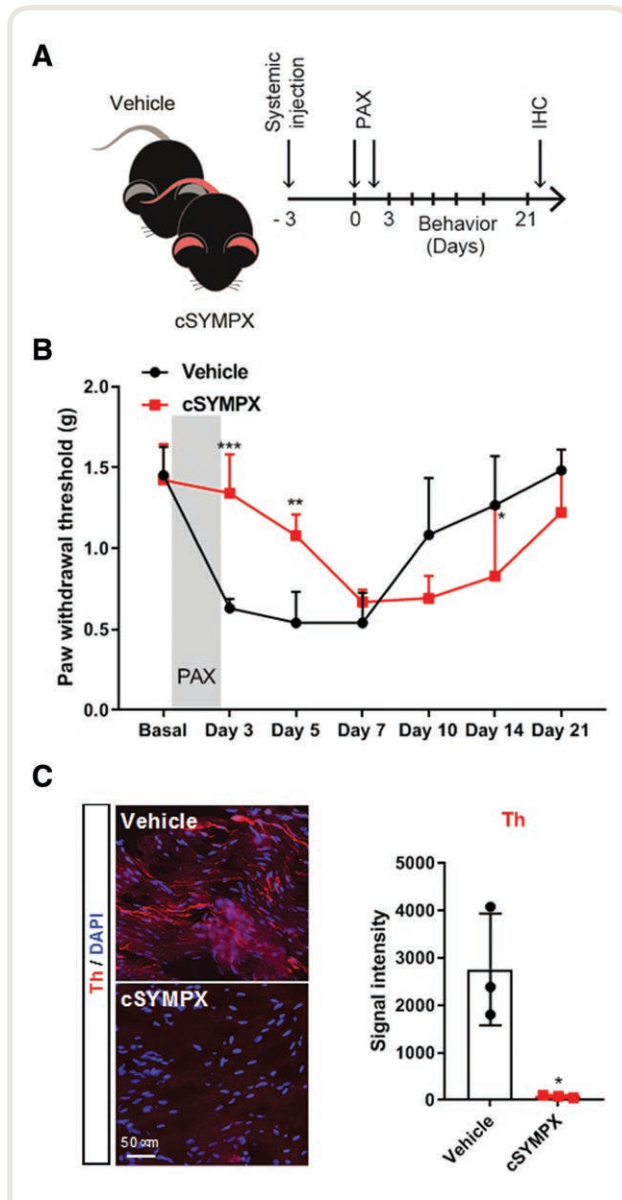 A
Vehicle
cSYMPX
Systemic
injection
PAX
IHC
- 3
0
3
21
Behavior
(Days)
B
Vehicle
cSYMPX
Paw withdrawal threshold (g)
2.0
1.5
1.0
0.5
0.0
***
**
*
PAX
Basal Day 3 Day 5 Day 7 Day 10 Day 14 Day 21
C
Th / DAPI
Vehicle
cSYMPX
50 μm
Th
Signal intensity
5000
4000
3000
2000
1000
0
*
Vehicle
cSYMPX